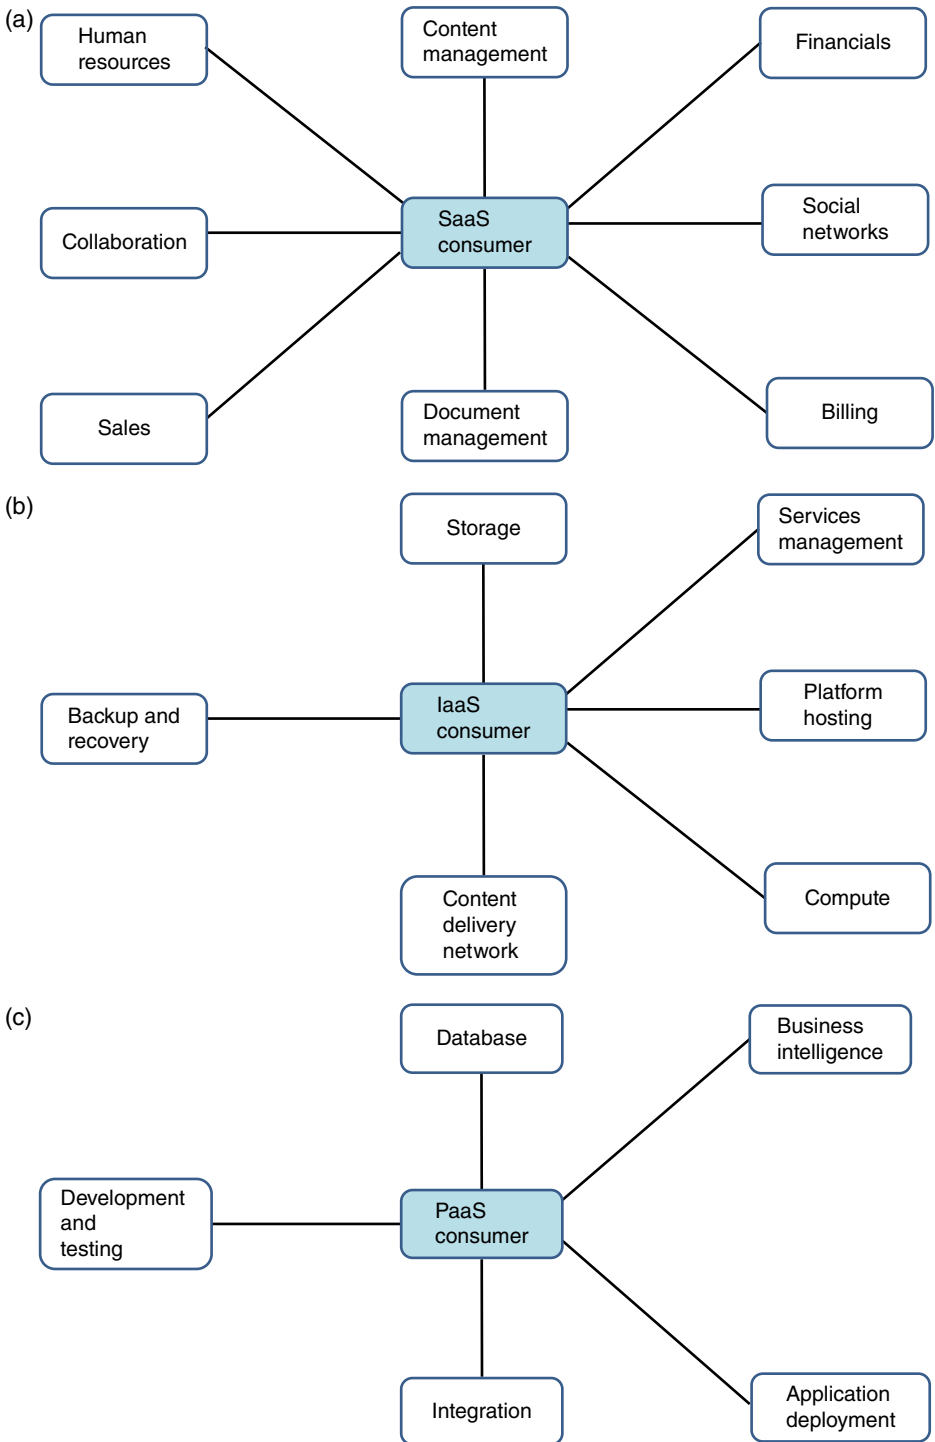 (a)
Human
resources
Content
management
Financials
Collaboration
SaaS
consumer
Social
networks
Sales
Document
management
Billing
(b)
Storage
Services
management
Backup and
recovery
IaaS
consumer
Platform
hosting
Content
delivery
network
Compute
(c)
Database
Business
intelligence
Development
and
testing
PaaS
consumer
Integration
Application
deployment